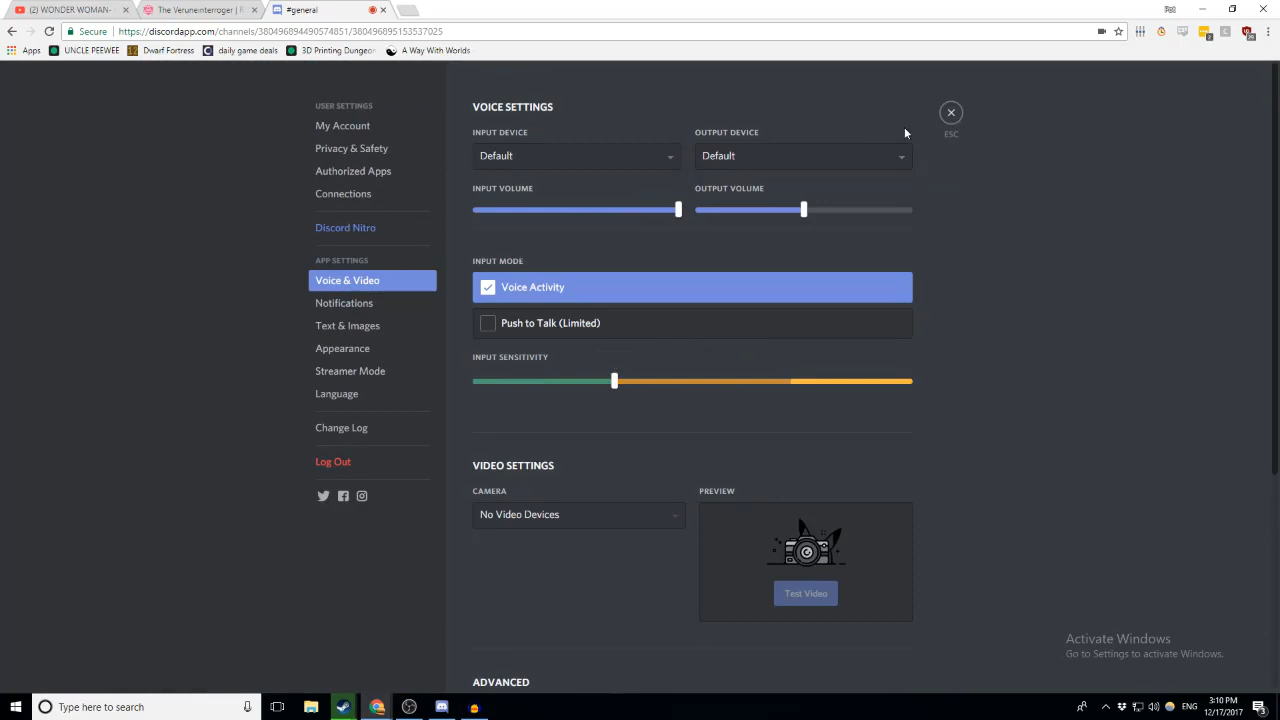 (2) WONDER WOMAN-
The Veruneinterroger | F
#general
Secure
https://discordapp.com/channels/380496894490574851/380496895153537025
Apps
UNCLE PEEWEE
Dwarf Fortress
daily game deals
3D Printing Dungeon
A Way With Words
USER SETTINGS
My Account
Privacy & Safety
Authorized Apps
Connections
Discord Nitro
APP SETTINGS
Voice & Video
Notifications
Text & Images
Appearance
Streamer Mode
Language
Change Log
Log Out
VOICE SETTINGS
INPUT DEVICE
OUTPUT DEVICE
Default
Default
INPUT VOLUME
OUTPUT VOLUME
INPUT MODE
Voice Activity
Push to Talk (Limited)
INPUT SENSITIVITY
VIDEO SETTINGS
CAMERA
PREVIEW
No Video Devices
Test Video
ADVANCED
ESC
Activate Windows
Go to Settings to activate Windows.
Type here to search
ENG
3:10 PM
12/17/2017